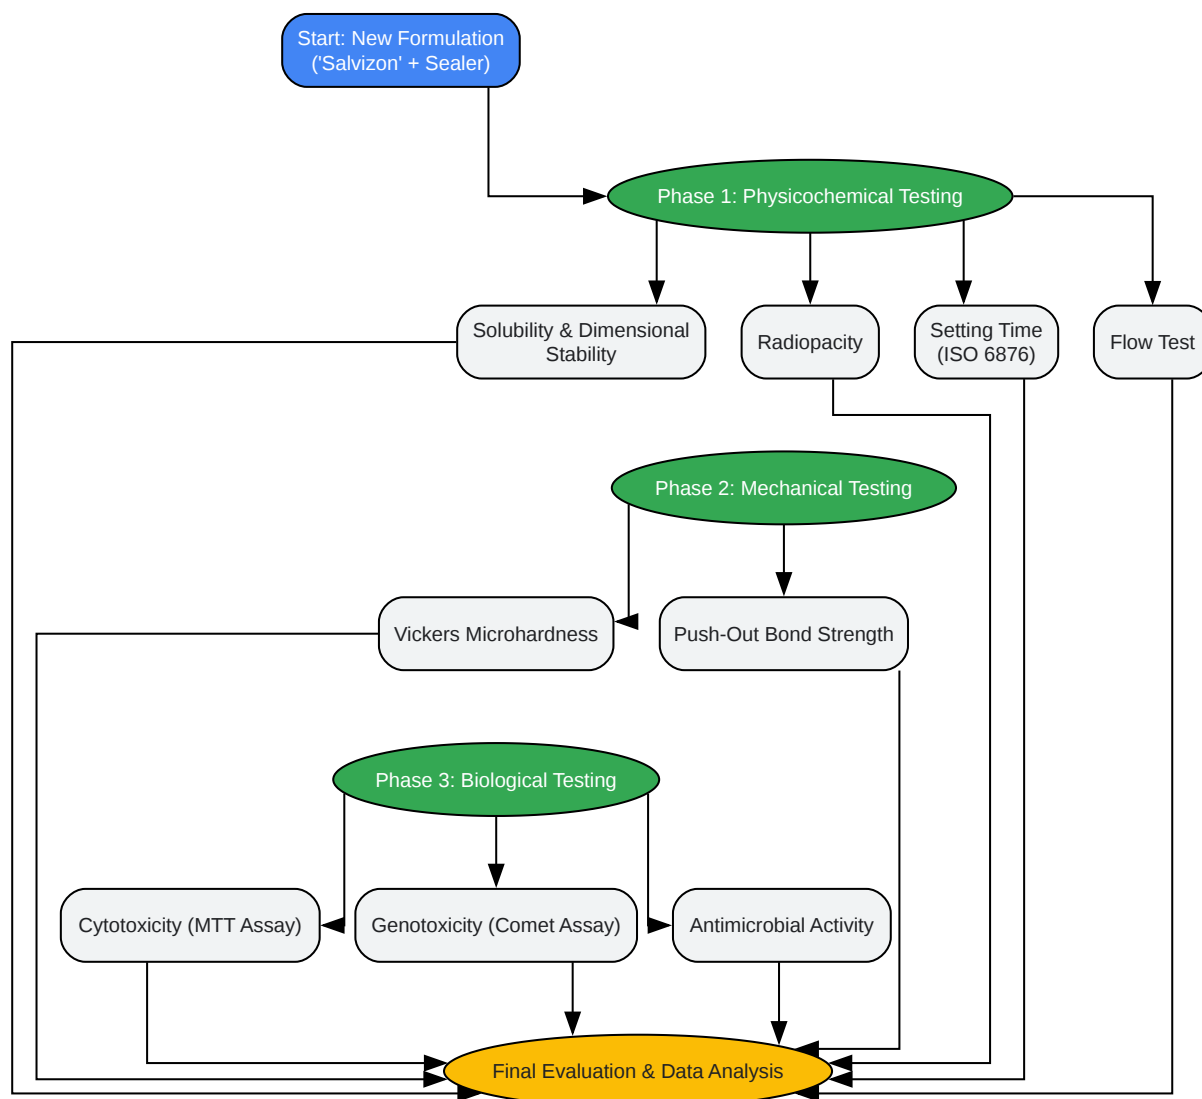 Start: New Formulation
('Salvizon' + Sealer)
Phase 1: Physicochemical Testing
Solubility & Dimensional
Stability
Radiopacity
Setting Time
(ISO 6876)
Flow Test
Phase 2: Mechanical Testing
Vickers Microhardness
Push-Out Bond Strength
Phase 3: Biological Testing
Cytotoxicity (MTT Assay)
Genotoxicity (Comet Assay)
Antimicrobial Activity
Final Evaluation & Data Analysis